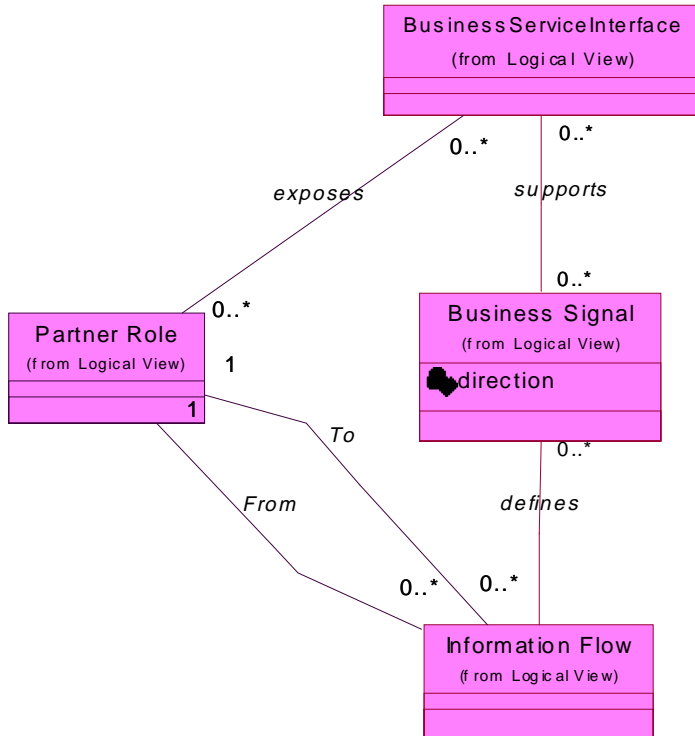 BusinessServiceInterface
(from Logical View)
0..*
0..*
exposes
supports
0..*
0..*
Partner Role
(from Logical View)
1
1
Business Signal
(from Logical View)
direction
0..*
To
From
defines
0..*
0..*
Information Flow
(from Logical View)